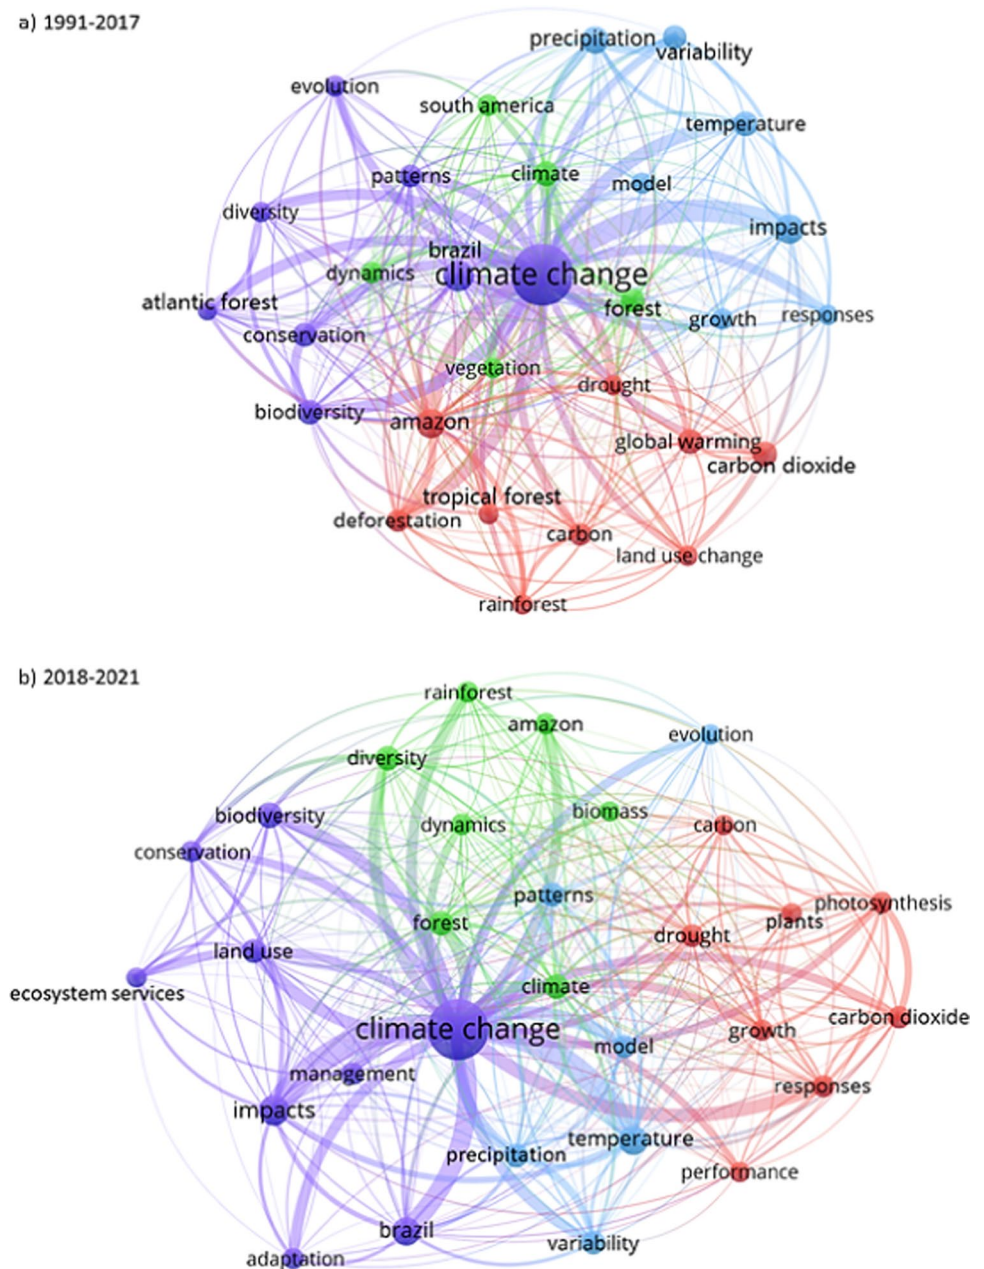 a) 1991-2017
precipitation
variability
evolution
south america
temperature
patterns
climate
model
diversity
impacts
brazil
dynamics
climate change
atlantic forest
forest
growth
responses
conservation
vegetation
drought
biodiversity
amazon
global warming
carbon dioxide
tropical forest
deforestation
carbon
land use change
rainforest
b) 2018-2021
rainforest
amazon
evolution
diversity
biodiversity
biomass
dynamics
carbon
conservation
patterns
photosynthesis
forest
plants
drought
land use
climate
ecosystem services
carbon dioxide
climate change
growth
model
management
responses
impacts
temperature
precipitation
performance
brazil
variability
adaptation